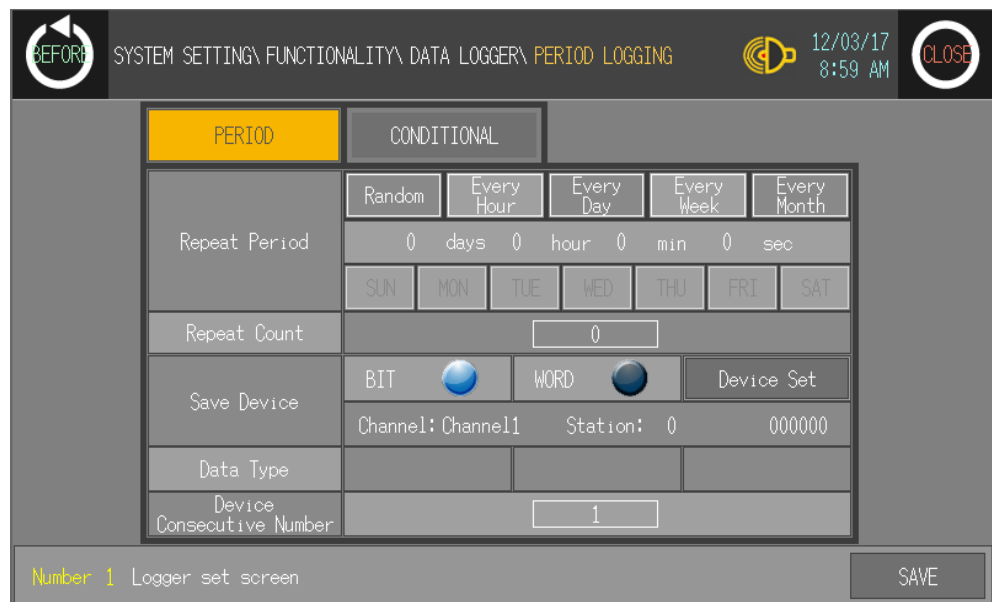 BEFORE
SYSTEM SETTING\ FUNCTIONALITY\ DATA LOGGER\ PERIOD LOGGING
12/03/17
8:59 AM
CLOSE
PERIOD CONDITIONAL
Repeat Period
Random Every Hour Every Day Every Week Every Month
0 days 0 hour 0 min 0 sec
SUN MON TUE WED THU FRI SAT
Repeat Count 0
Save Device
BIT WORD Device Set
Channel: Channel1 Station: 0 000000
Data Type
Device
Consecutive Number 1
Number 1 Logger set screen SAVE